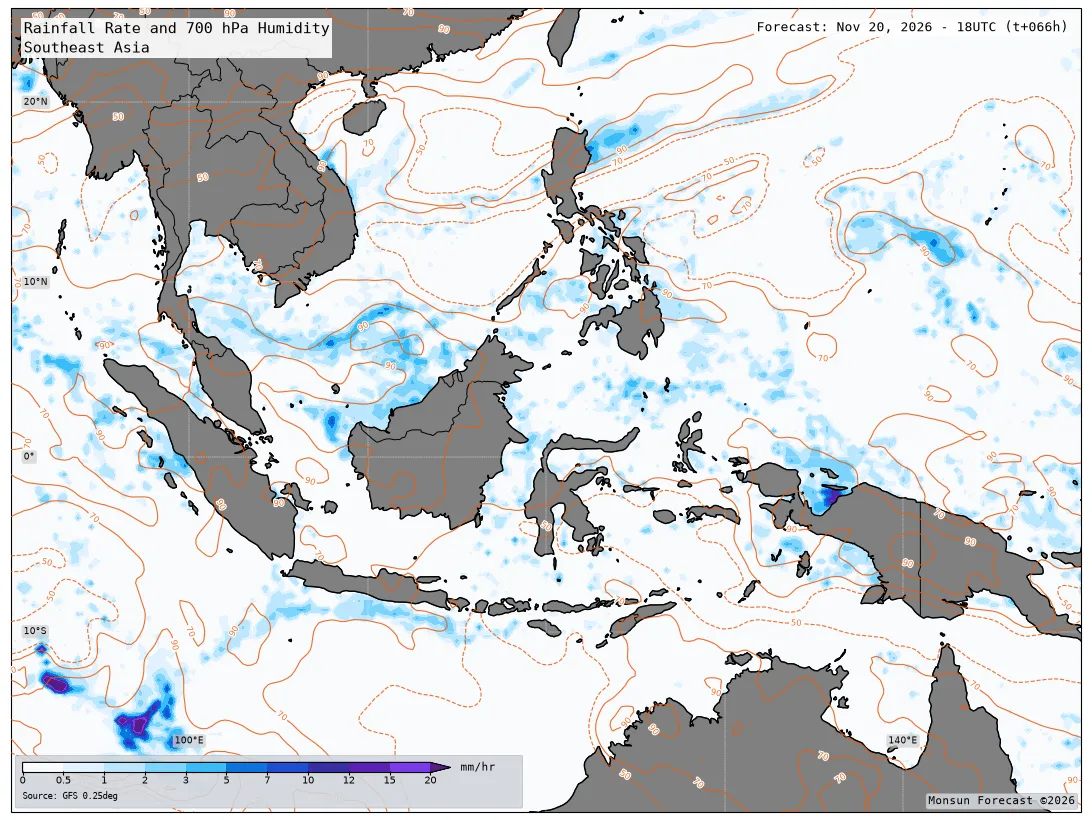 Rainfall Rate and 700 hPa Humidity
Southeast Asia
Forecast: Nov 20, 2026 - 18UTC (t+066h)
20°N
10°N
0°
10°S
100°E
140°E
0 0.5 1 2 3 5 7 10 12 15 20 mm/hr
Source: GFS 0.25deg
Monsun Forecast ©2026